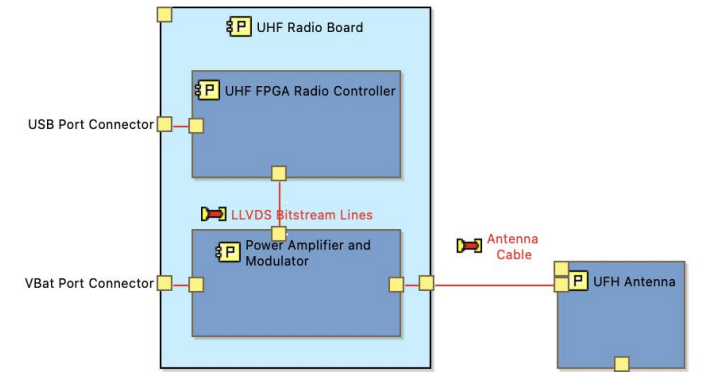 P UHF Radio Board
P UHF FPGA Radio Controller
USB Port Connector
LLVDS Bitstream Lines
Antenna
Cable
P Power Amplifier and
Modulator
VBat Port Connector
P UFH Antenna